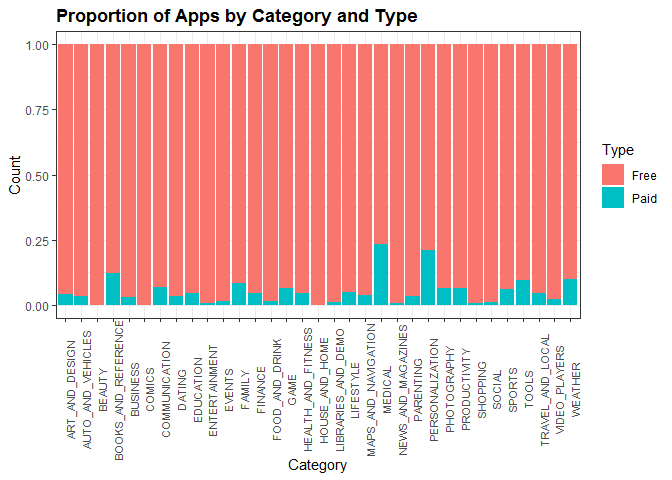 Proportion of Apps by Category and Type
1.00
0.75
0.50
0.25
0.00
Count
ART_AND_DESIGN
AUTO_AND_VEHICLES
BEAUTY
BOOKS_AND_REFERENCE
BUSINESS
COMICS
COMMUNICATION
DATING
EDUCATION
ENTERTAINMENT
EVENTS
FAMILY
FINANCE
FOOD_AND_DRINK
GAME
HEALTH_AND_FITNESS
HOUSE_AND_HOME
LIBRARIES_AND_DEMO
LIFESTYLE
MAPS_AND_NAVIGATION
MEDICAL
NEWS_AND_MAGAZINES
PARENTING
PERSONALIZATION
PHOTOGRAPHY
PRODUCTIVITY
SHOPPING
SOCIAL
SPORTS
TOOLS
TRAVEL_AND_LOCAL
VIDEO_PLAYERS
WEATHER
Category
Type
Free
Paid